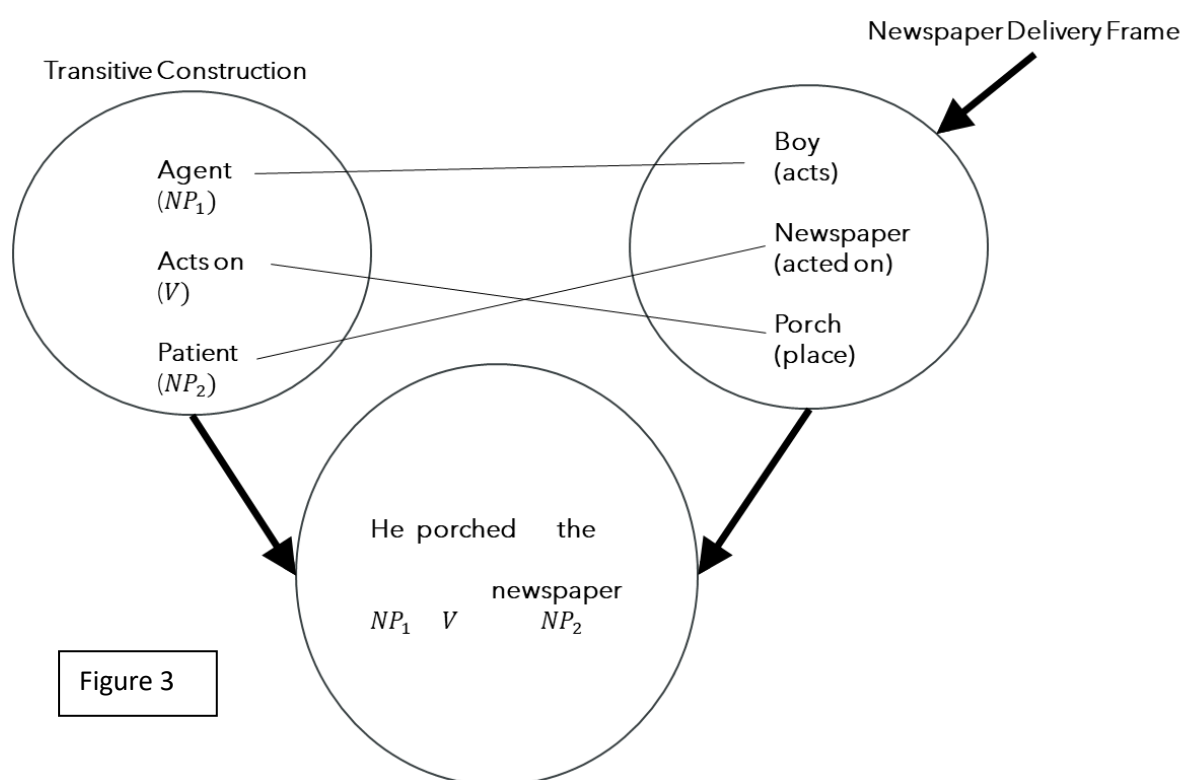 Newspaper Delivery Frame
Transitive Construction
Agent
(NP₁)
Acts on
(V)
Patient
(NP₂)
Boy
(acts)
Newspaper
(acted on)
Porch
(place)
He porched the
newspaper
NP₁ V NP₂
Figure 3